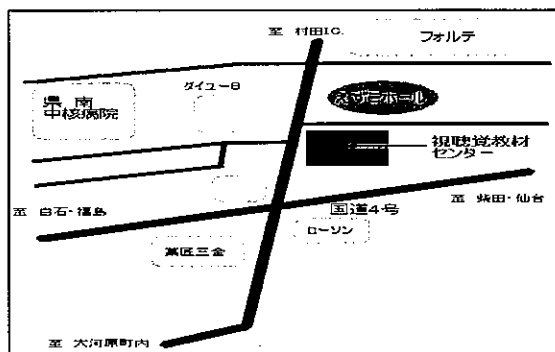 至 村田I.C.
フォルテ
ダイユー8
県南
中核病院
えずこホール
視聴覚教材
センター
至 柴田・仙台
至 白石・福島
国道4号
ローソン
菓匠三全
至 大河原町内